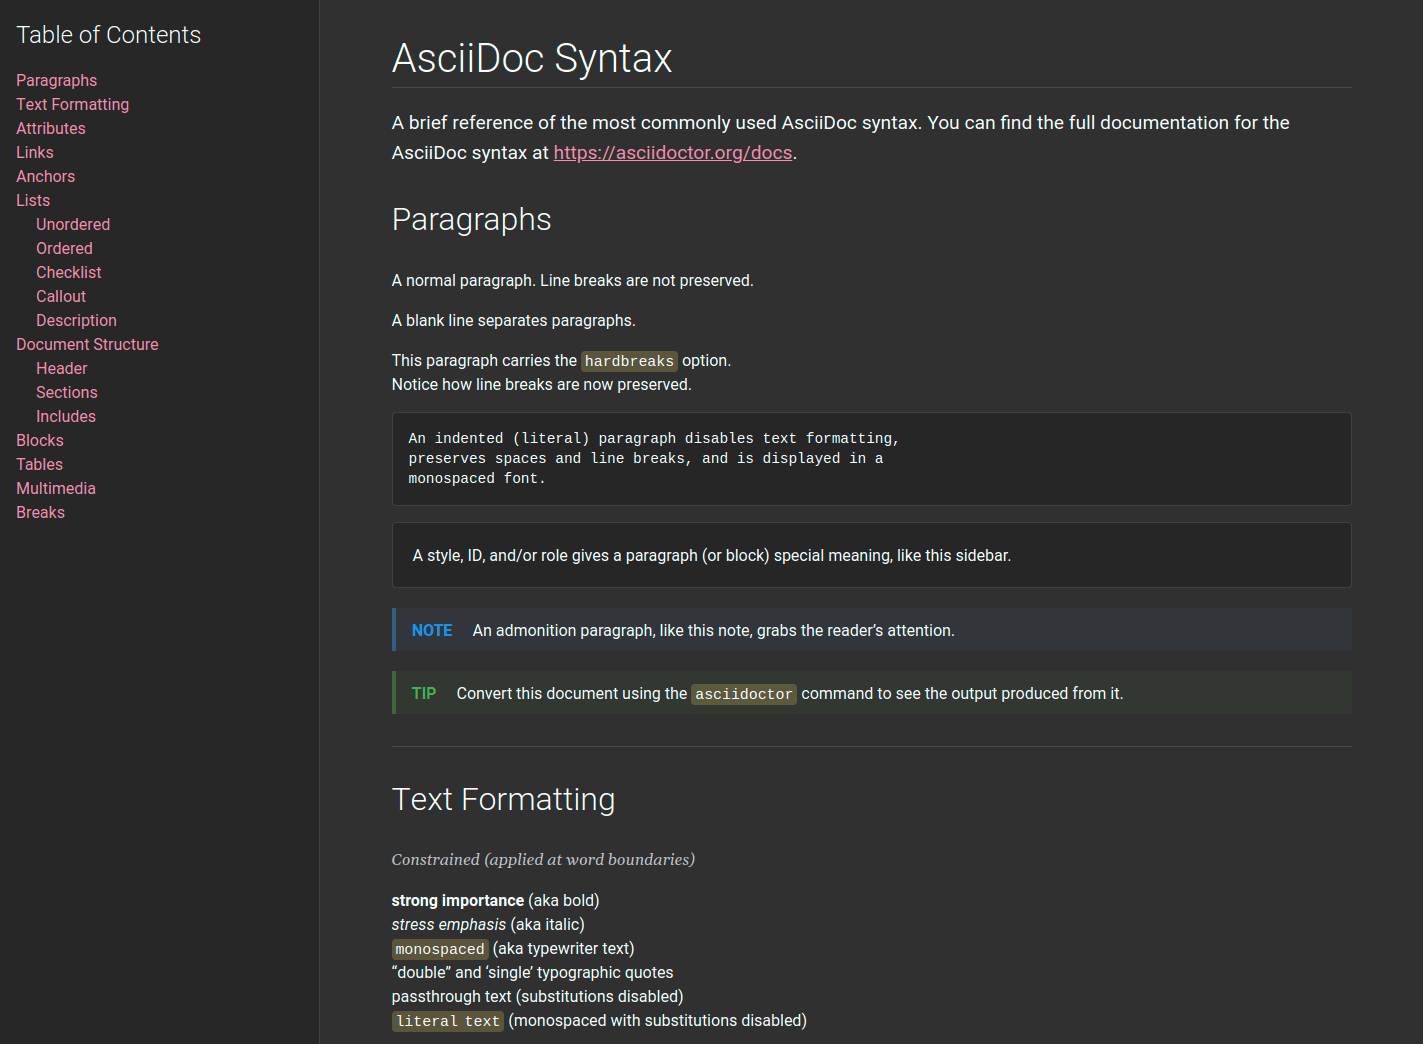 Table of Contents
Paragraphs
Text Formatting
Attributes
Links
Anchors
Lists
Unordered
Ordered
Checklist
Callout
Description
Document Structure
Header
Sections
Includes
Blocks
Tables
Multimedia
Breaks
AsciiDoc Syntax
A brief reference of the most commonly used AsciiDoc syntax. You can find the full documentation for the
AsciiDoc syntax at https://asciidoctor.org/docs.
Paragraphs
A normal paragraph. Line breaks are not preserved.
A blank line separates paragraphs.
This paragraph carries the hardbreaks option.
Notice how line breaks are now preserved.
An indented (literal) paragraph disables text formatting,
preserves spaces and line breaks, and is displayed in a
monospaced font.
A style, ID, and/or role gives a paragraph (or block) special meaning, like this sidebar.
NOTE An admonition paragraph, like this note, grabs the reader’s attention.
TIP Convert this document using the asciidoctor command to see the output produced from it.
Text Formatting
Constrained (applied at word boundaries)
strong importance (aka bold)
stress emphasis (aka italic)
monospaced (aka typewriter text)
“double” and ‘single’ typographic quotes
passthrough text (substitutions disabled)
literal text (monospaced with substitutions disabled)